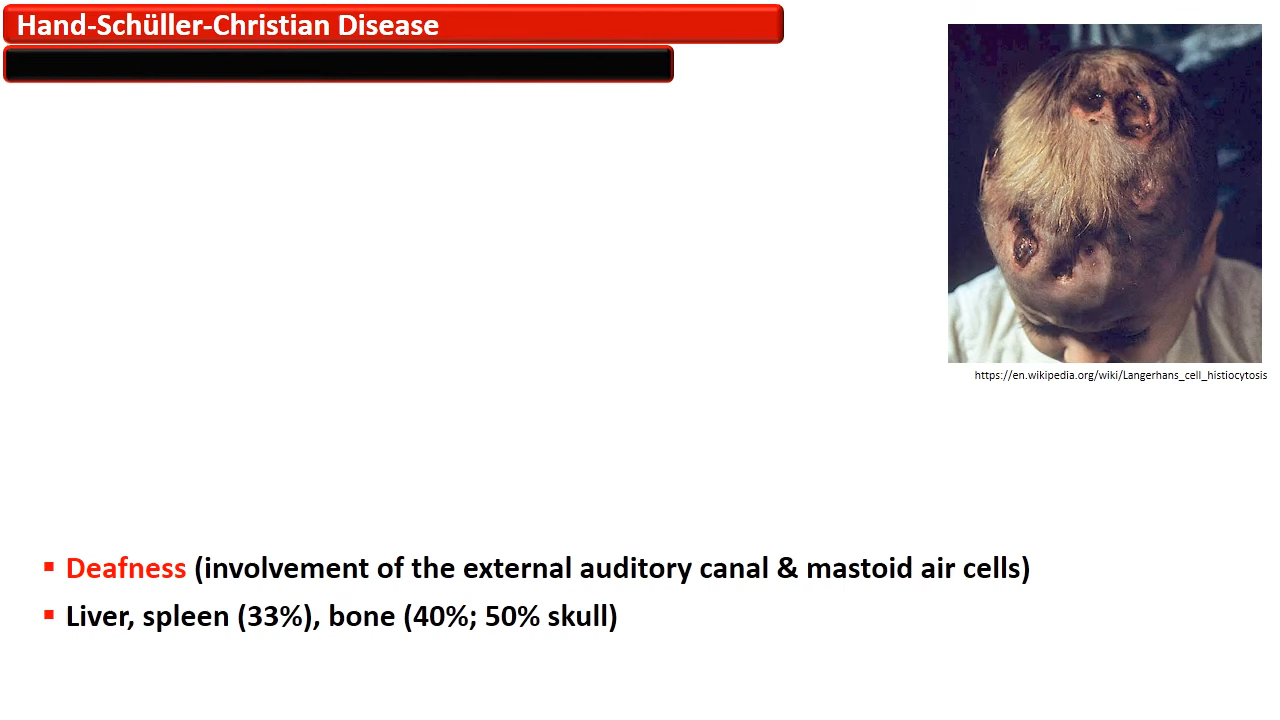 Hand-Schüller-Christian Disease
https://en.wikipedia.org/wiki/Langerhans_cell_histiocytosis
▪ Deafness (involvement of the external auditory canal & mastoid air cells)
▪ Liver, spleen (33%), bone (40%; 50% skull)